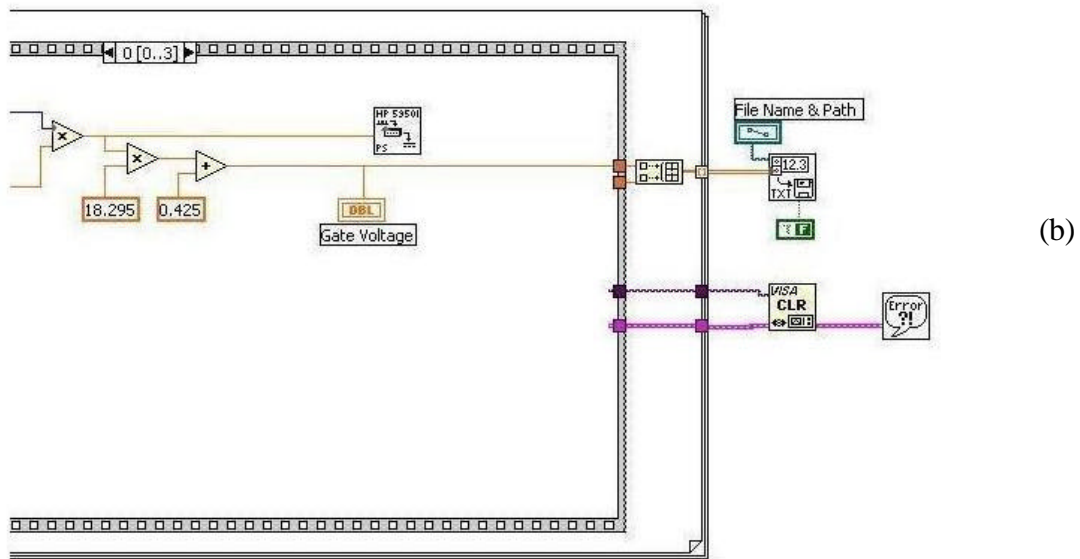 0 [0..3]
HP 59501
PS
File Name & Path
12.3
TXT
18.295
0.425
DBL
Gate Voltage
F
(b)
VISA
CLR
Error
?!